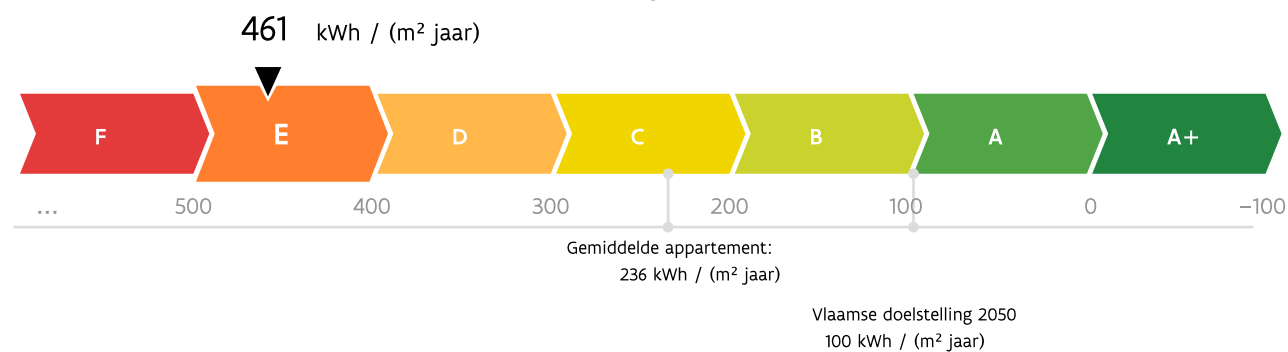 461 kWh / (m² jaar)
F E D C B A A+
... 500 400 300 200 100 0 –100
Gemiddelde appartement:
236 kWh / (m² jaar)
Vlaamse doelstelling 2050
100 kWh / (m² jaar)